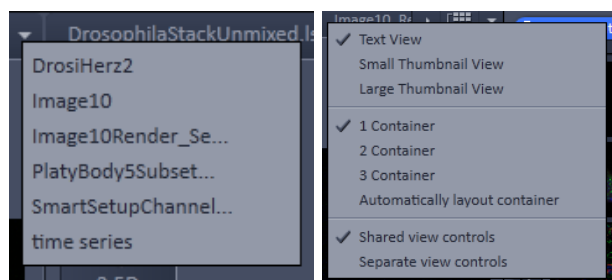 DrosophilaStackUnmixed.ls
DrosiHerz2
Image10
Image10Render_Se...
PlatyBody5Subset...
SmartSetupChannel...
time series
Image10_Re
Text View
Small Thumbnail View
Large Thumbnail View
1 Container
2 Container
3 Container
Automatically layout container
Shared view controls
Separate view controls